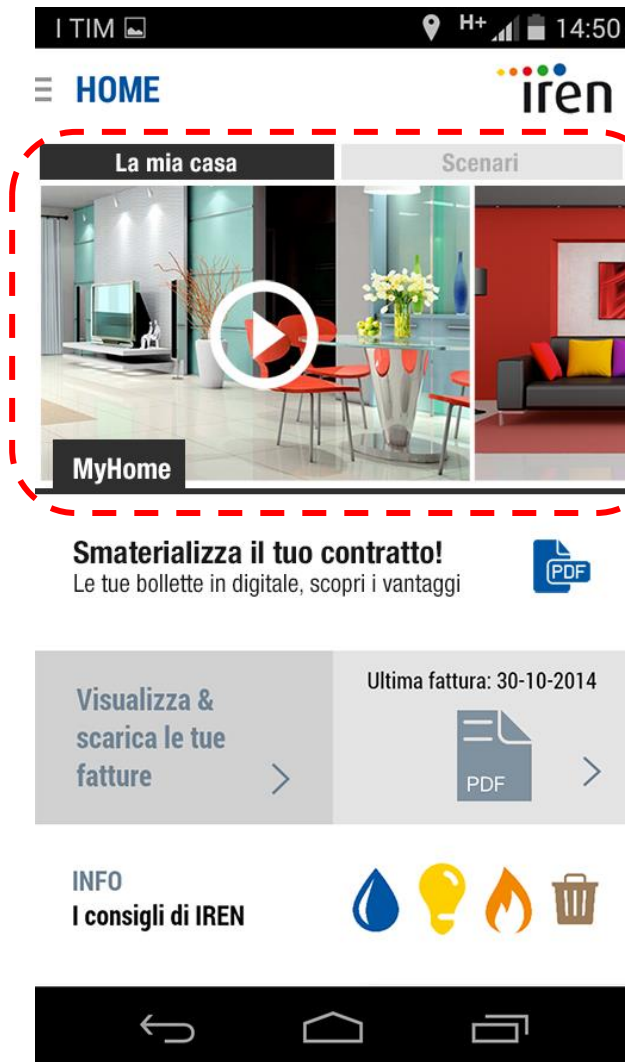 I TIM
H+ 14:50
HOME
iren
La mia casa
Scenari
MyHome
Smaterializza il tuo contratto!
Le tue bollette in digitale, scopri i vantaggi
PDF
Visualizza &
scarica le tue
fatture
Ultima fattura: 30-10-2014
PDF
INFO
I consigli di IREN